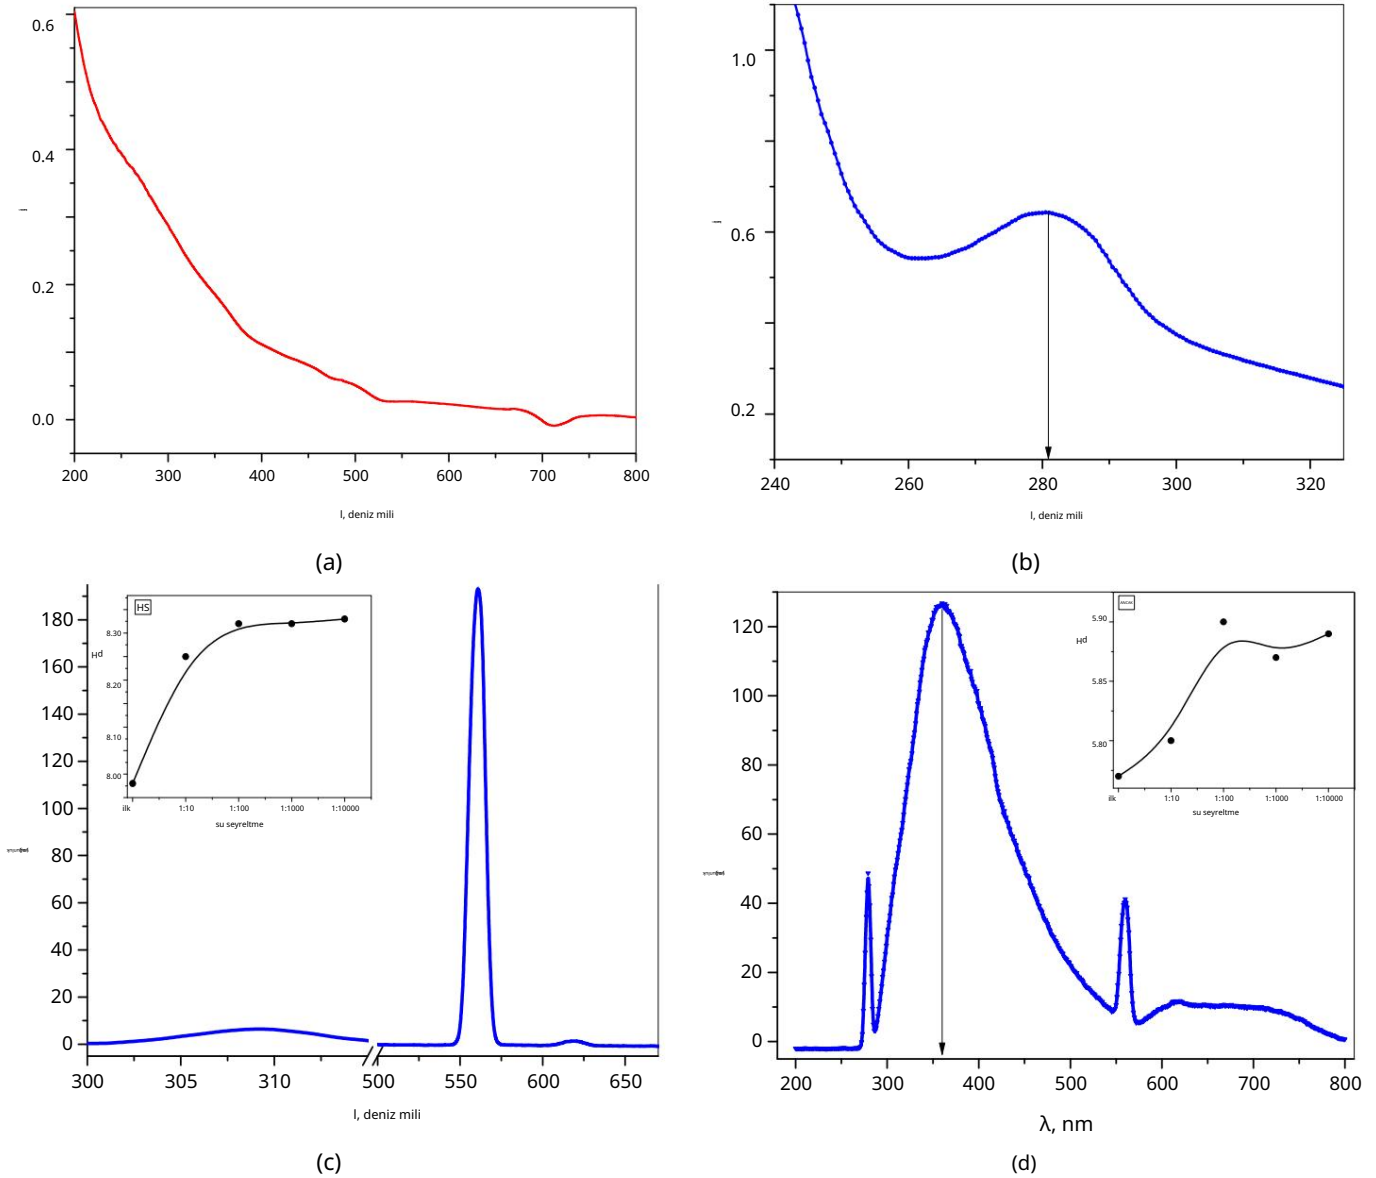 0.6
0.4
0.2
0.0
200 300 400 500 600 700 800
l, deniz mili
(a)
1.0
0.6
0.2
240 260 280 300 320
l, deniz mili
(b)
180
160
140
120
100
80
60
40
20
0
300 305 310 500 550 600 650
l, deniz mili
HS
8.30
8.20
8.10
8.00
pH
ilk 1:10 1:100 1:1000 1:10000
su seyreltme
(c)
120
100
80
60
40
20
0
200 300 400 500 600 700 800
λ, nm
5.90
5.85
5.80
pH
ilk 1:10 1:100 1:1000 1:10000
su seyreltme
(d)